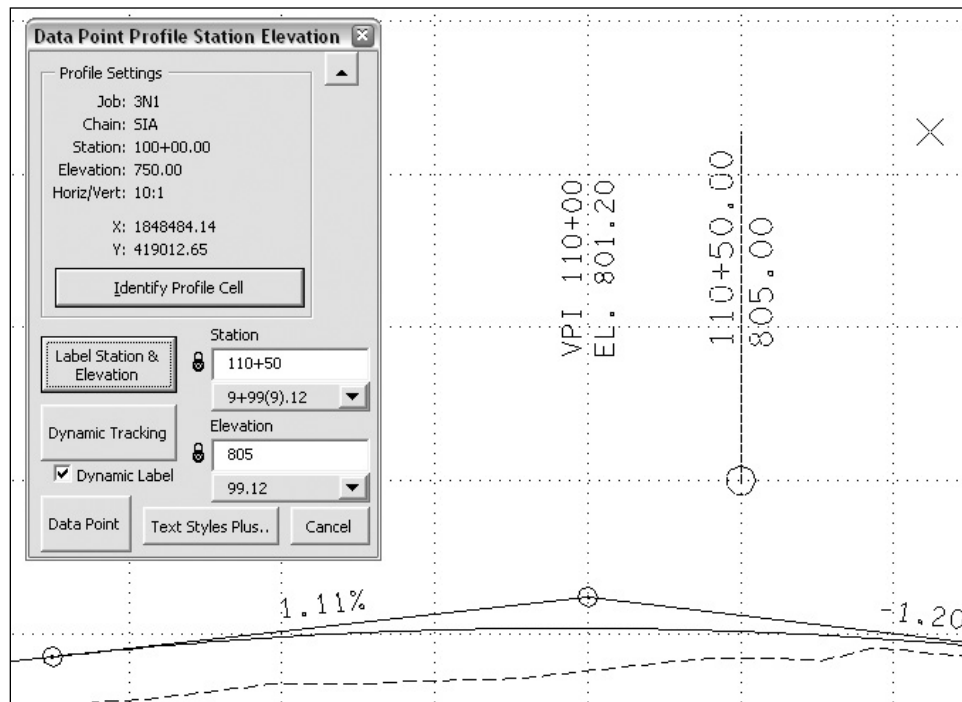 Data Point Profile Station Elevation
Profile Settings
Job: 3N1
Chain: SIA
Station: 100+00.00
Elevation: 750.00
Horiz/Vert: 10:1
X: 1848484.14
Y: 419012.65
Identify Profile Cell
Label Station &
Elevation
Station
110+50
9+99(9).12
Dynamic Tracking
Elevation
805
99.12
Dynamic Label
Data Point
Text Styles Plus..
Cancel
VPI 110+00
EL. 801.20
110+50.00
805.00
1.11%
-1.20